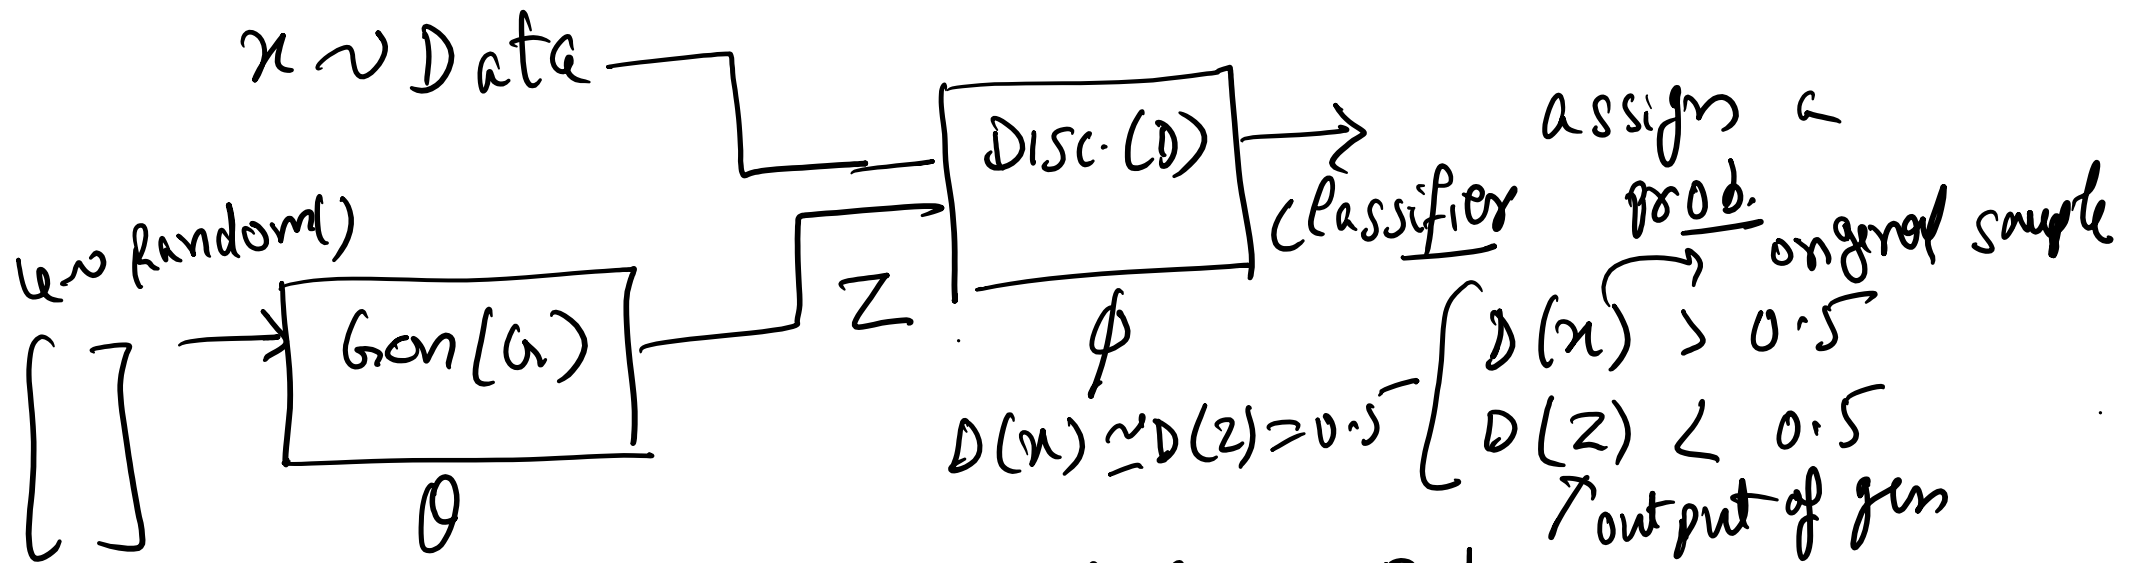 x ~ Data
Disc. (D)
assign a
prob.
Classifier
original sample
u ~ Random()
[ ]
Gen(G)
Z
θ
ϕ
D(x) > 0.5
D(Z) < 0.5
D(x) ≃ D(Z) = 0.5
output of gen